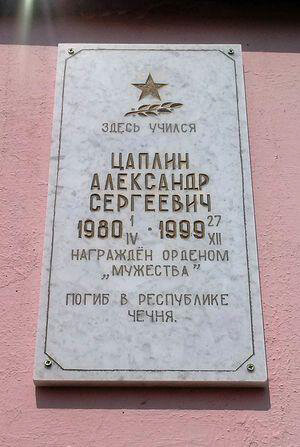 ЗДЕСЬ УЧИЛСЯ
ЦАПЛИН
АЛЕКСАНДР
СЕРГЕЕВИЧ
1980 1/IV - 1999 27/XII
НАГРАЖДЁН ОРДЕНОМ
„МУЖЕСТВА"
ПОГИБ В РЕСПУБЛИКЕ
ЧЕЧНЯ.